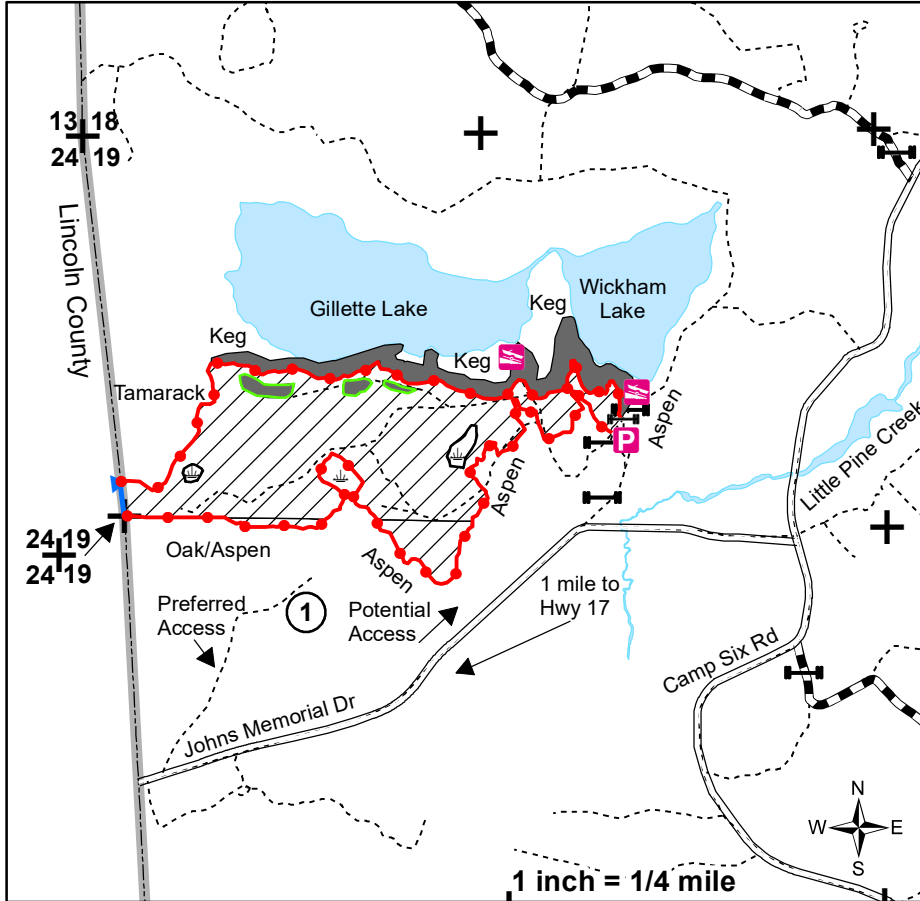 13 18
24 19
Lincoln County
Gillette Lake
Wickham
Lake
Keg
Keg
Keg
Tamarack
Aspen
P
Little Pine Creek
Aspen
24 19
24 19
Oak/Aspen
Aspen
1 mile to
Hwy 17
Preferred
Access
1
Potential
Access
Camp Six Rd
Johns Memorial Dr
N
W E
S
1 inch = 1/4 mile